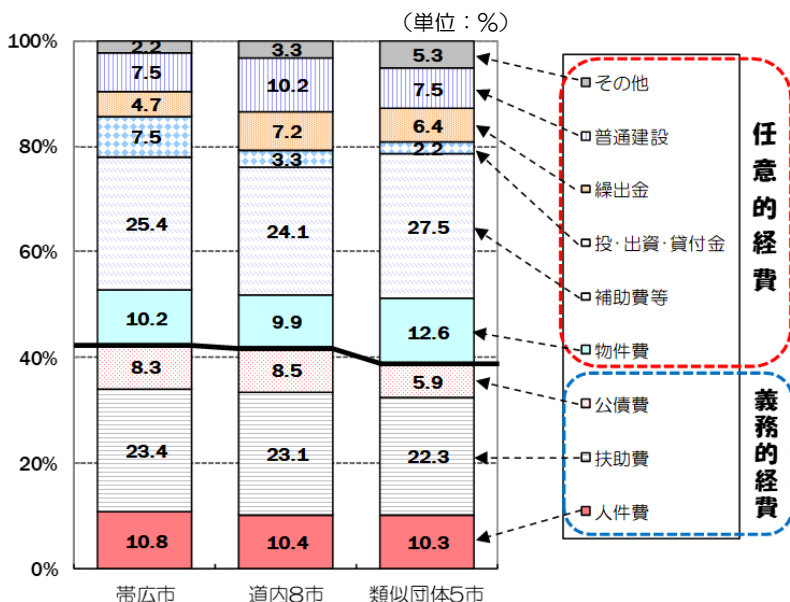 (単位：%)
100%
80%
60%
40%
20%
0%
2.2
7.5
4.7
7.5
25.4
10.2
8.3
23.4
10.8
帯広市
3.3
10.2
7.2
3.3
24.1
9.9
8.5
23.1
10.4
道内8市
5.3
7.5
6.4
2.2
27.5
12.6
5.9
22.3
10.3
類似団体5市
その他
普通建設
繰出金
投・出資・貸付金
補助費等
物件費
公債費
扶助費
人件費
任意的経費
義務的経費